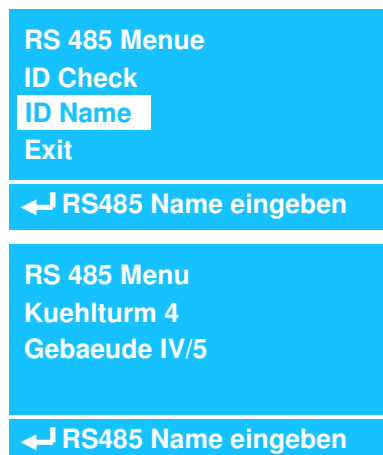 RS 485 Menue
ID Check
ID Name
Exit
RS485 Name eingeben
RS 485 Menu
Kuehlturm 4
Gebaeude IV/5
RS485 Name eingeben